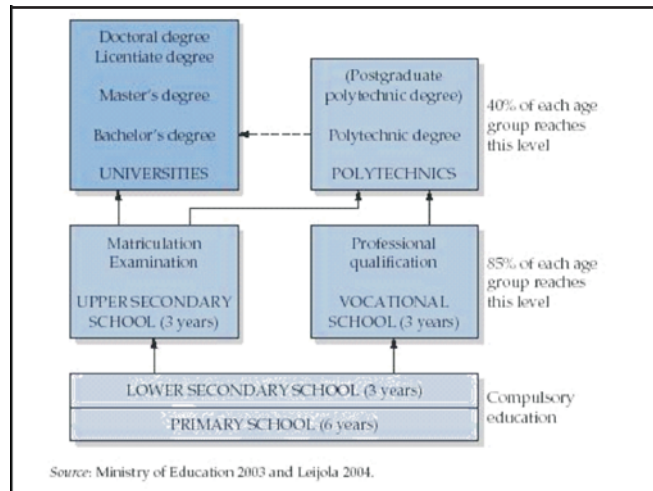 Doctoral degree
Licentiate degree
Master's degree
Bachelor's degree
UNIVERSITIES
(Postgraduate
polytechnic degree)
Polytechnic degree
POLYTECHNICS
40% of each age
group reaches
this level
Matriculation
Examination
UPPER SECONDARY
SCHOOL (3 years)
Professional
qualification
VOCATIONAL
SCHOOL (3 years)
85% of each age
group reaches
this level
LOWER SECONDARY SCHOOL (3 years)
PRIMARY SCHOOL (6 years)
Compulsory
education
Source: Ministry of Education 2003 and Leijola 2004.